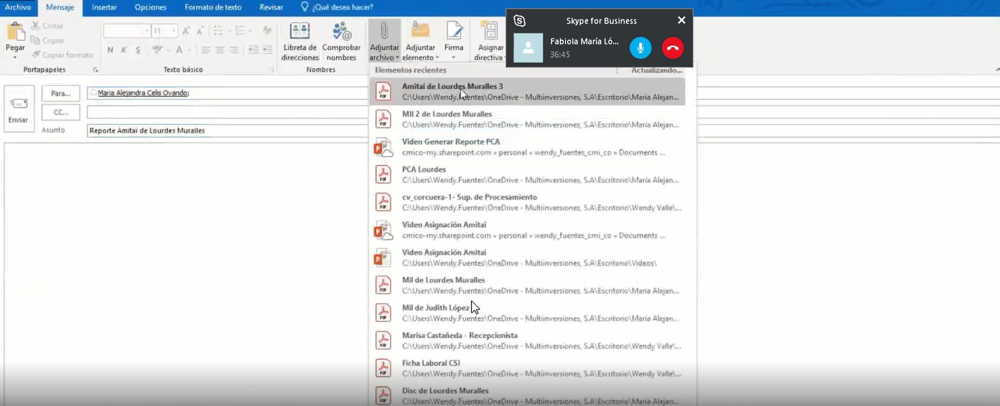 Archivo Mensaje Insertar Opciones Formato de texto Revisar ¿Qué desea hacer?
Skype for Business
Fabiola María Ló...
36:45
Pegar
Cortar
Copiar
Copiar formato
11
N K S
A
Libreta de direcciones
Comprobar nombres
Adjuntar archivo
Adjuntar elemento
Firma
Asignar directiva
Portapapeles
Texto básico
Nombres
Elementos recientes Actualizando...
Para... Maria Alejandra Celis Ovando;
CC...
Enviar
Asunto Reporte Amitai de Lourdes Muralles
Amitai de Lourdes Muralles 3
C:\Users\Wendy.Fuentes\OneDrive - Multiinversiones, S.A\Escritorio\María Alejan...
MII 2 de Lourdes Muralles
C:\Users\Wendy.Fuentes\OneDrive - Multiinversiones, S.A\Escritorio\María Alejan...
Video Generar Reporte PCA
cmico-my.sharepoint.com » personal » wendy_fuentes_cmi_co » Documents ...
PCA Lourdes
C:\Users\Wendy.Fuentes\OneDrive - Multiinversiones, S.A\Escritorio\María Alejan...
cv_corcuera-1- Sup. de Procesamiento
C:\Users\Wendy.Fuentes\OneDrive - Multiinversiones, S.A\Escritorio\Wendy Valle\...
Video Asignación Amitai
cmico-my.sharepoint.com » personal » wendy_fuentes_cmi_co » Documents ...
Video Asignación Amitai
C:\Users\Wendy.Fuentes\OneDrive - Multiinversiones, S.A\Escritorio\Videos\
Mil de Lourdes Muralles
C:\Users\Wendy.Fuentes\OneDrive - Multiinversiones, S.A\Escritorio\María Alejan...
Mil de Judith López
C:\Users\Wendy.Fuentes\OneDrive - Multiinversiones, S.A\Escritorio\María Alejan...
Marisa Castañeda - Recepcionista
C:\Users\Wendy.Fuentes\OneDrive - Multiinversiones, S.A\Escritorio\Wendy Valle\...
Ficha Laboral CSI
C:\Users\Wendy.Fuentes\OneDrive - Multiinversiones, S.A\Escritorio\Wendy Valle\...
Disc de Lourdes Muralles
C:\Users\Wendy.Fuentes\OneDrive - Multiinversiones, S.A\Escritorio\María Alejan...